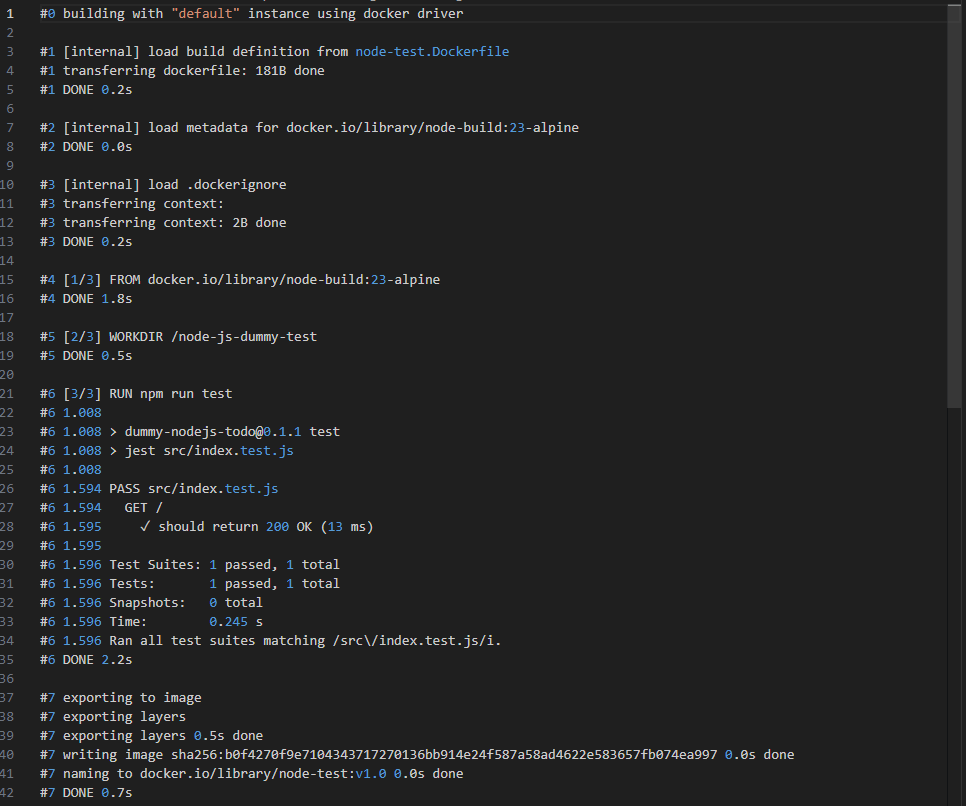 1 #0 building with "default" instance using docker driver
2
3 #1 [internal] load build definition from node-test.Dockerfile
4 #1 transferring dockerfile: 181B done
5 #1 DONE 0.2s
6
7 #2 [internal] load metadata for docker.io/library/node-build:23-alpine
8 #2 DONE 0.0s
9
10 #3 [internal] load .dockerignore
11 #3 transferring context:
12 #3 transferring context: 2B done
13 #3 DONE 0.2s
14
15 #4 [1/3] FROM docker.io/library/node-build:23-alpine
16 #4 DONE 1.8s
17
18 #5 [2/3] WORKDIR /node-js-dummy-test
19 #5 DONE 0.5s
20
21 #6 [3/3] RUN npm run test
22 #6 1.008
23 #6 1.008 > dummy-nodejs-todo@0.1.1 test
24 #6 1.008 > jest src/index.test.js
25 #6 1.008
26 #6 1.594 PASS src/index.test.js
27 #6 1.594   GET /
28 #6 1.595     ✓ should return 200 OK (13 ms)
29 #6 1.595
30 #6 1.596 Test Suites: 1 passed, 1 total
31 #6 1.596 Tests:       1 passed, 1 total
32 #6 1.596 Snapshots:   0 total
33 #6 1.596 Time:        0.245 s
34 #6 1.596 Ran all test suites matching /src\/index.test.js/i.
35 #6 DONE 2.2s
36
37 #7 exporting to image
38 #7 exporting layers
39 #7 exporting layers 0.5s done
40 #7 writing image sha256:b0f4270f9e7104343717270136bb914e24f587a58ad4622e583657fb074ea997 0.0s done
41 #7 naming to docker.io/library/node-test:v1.0 0.0s done
42 #7 DONE 0.7s